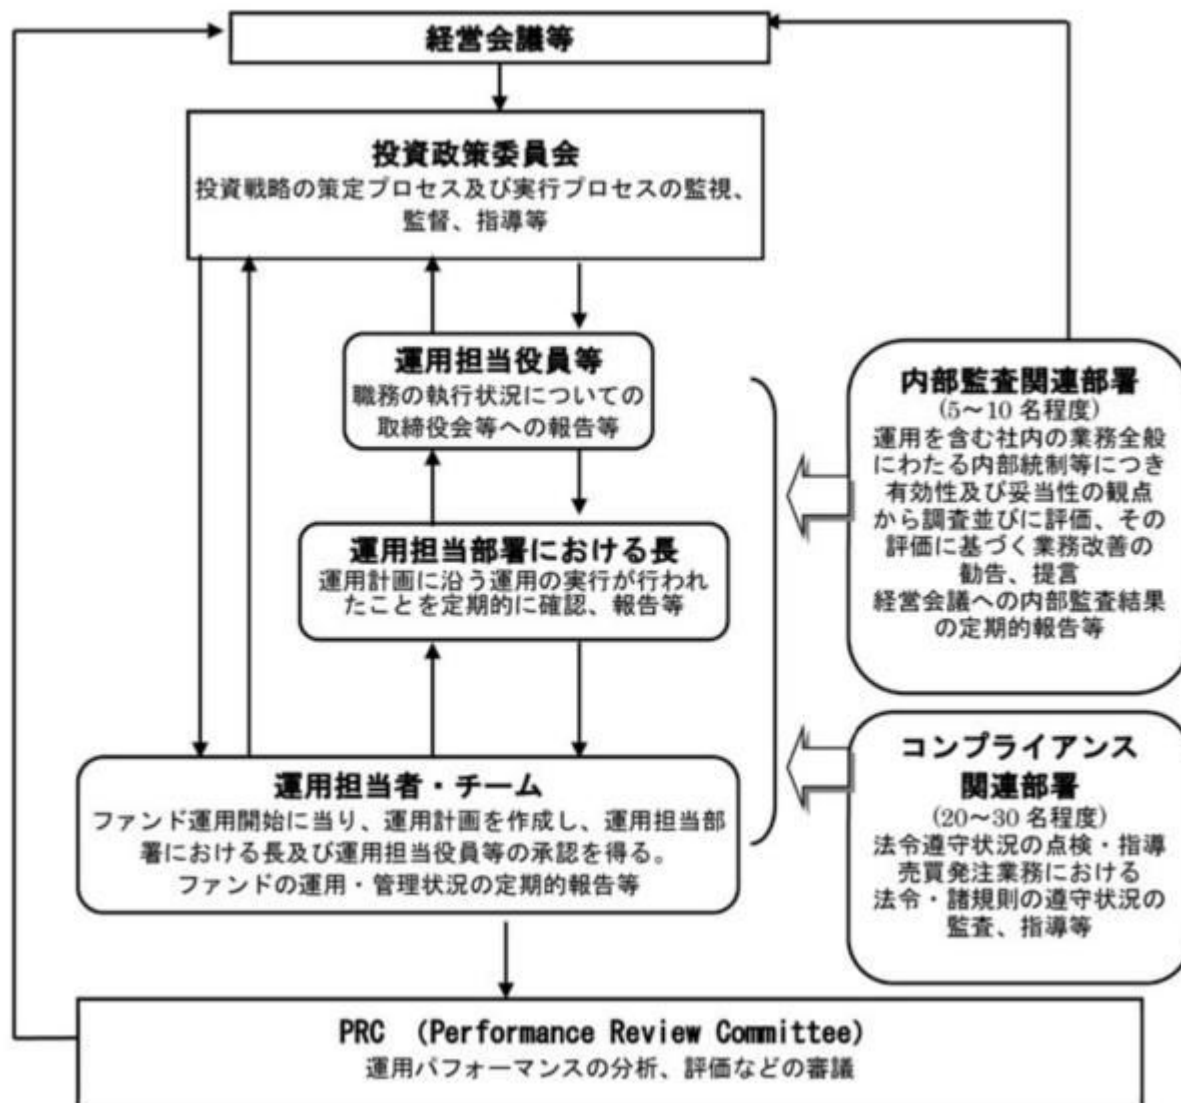 経営会議等
投資政策委員会
投資戦略の策定プロセス及び実行プロセスの監視、
監督、指導等
運用担当役員等
職務の執行状況についての
取締役会等への報告等
運用担当部署における長
運用計画に沿う運用の実行が行われ
たことを定期的に確認、報告等
運用担当者・チーム
ファンド運用開始に当り、運用計画を作成し、運用担当部
署における長及び運用担当役員等の承認を得る。
ファンドの運用・管理状況の定期的報告等
内部監査関連部署
(5～10 名程度)
運用を含む社内の業務全般
にわたる内部統制等につき
有効性及び妥当性の観点
から調査並びに評価、その
評価に基づく業務改善の
勧告、提言
経営会議への内部監査結果
の定期的報告等
コンプライアンス
関連部署
(20～30 名程度)
法令遵守状況の点検・指導
売買発注業務における
法令・諸規則の遵守状況の
監査、指導等
PRC (Performance Review Committee)
運用パフォーマンスの分析、評価などの審議